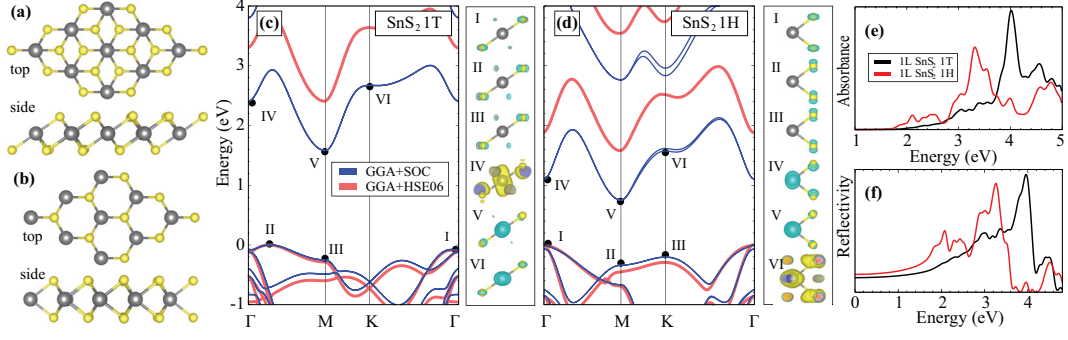 (a)
top
side
(b)
top
side
(c)
SnS2 1T
Energy (eV)
4
3
2
1
0
-1
IV
V
VI
GGA+SOC
GGA+HSE06
II
III
I
Γ
M
K
Γ
I
II
III
IV
V
VI
(d)
SnS2 1H
Energy (eV)
IV
V
VI
I
II
III
Γ
M
K
Γ
I
II
III
IV
V
VI
(e)
Absorbance
1L SnS2 1T
1L SnS2 1H
1
2
3
4
5
Energy (eV)
(f)
Reflectivity
0
1
2
3
4
Energy (eV)